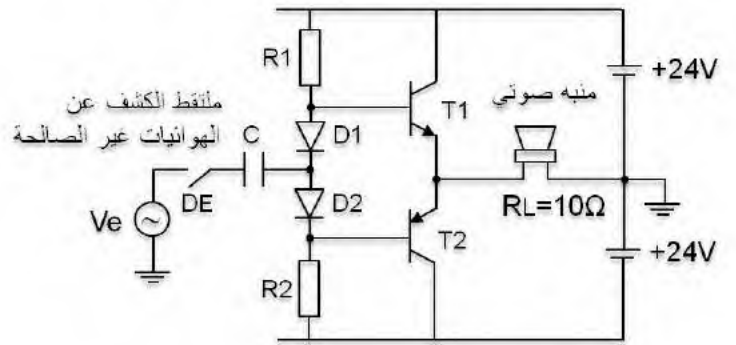 R1
+24V
ملتقط الكشف عن
الهوائيات غير الصالحة
منبه صوتي
T1
C
D1
DE
D2
RL=10Ω
Ve
T2
+24V
R2